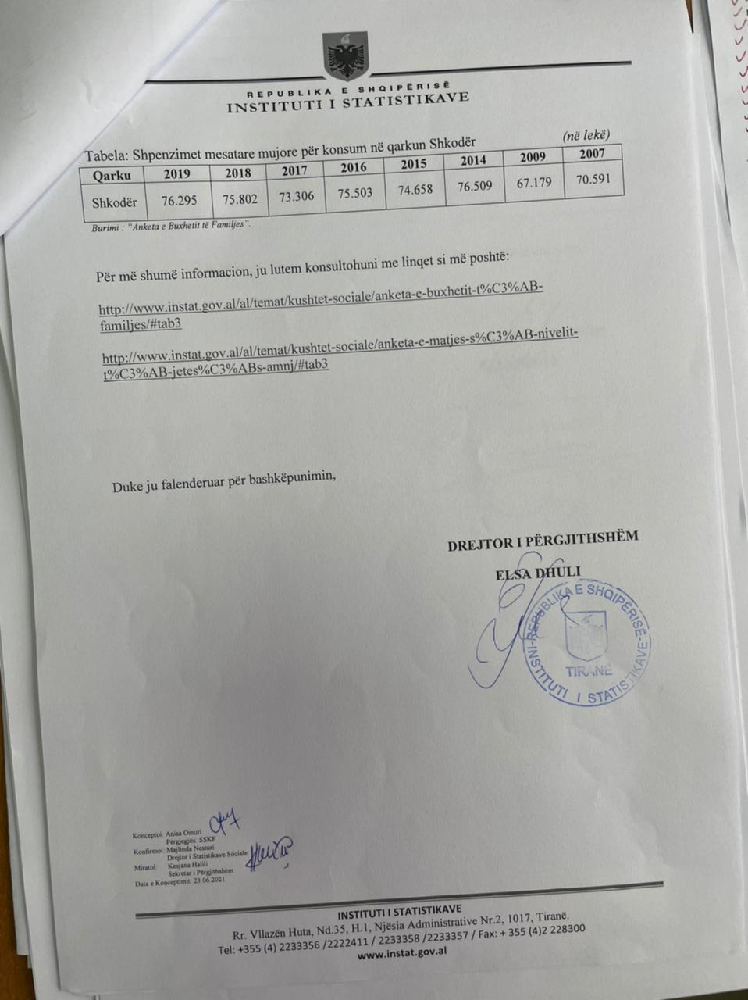 REPUBLIKA E SHQIPËRISË
INSTITUTI I STATISTIKAVE
Tabela: Shpenzimet mesatare mujore për konsum në qarkun Shkodër (në lekë)
Qarku 2019 2018 2017 2016 2015 2014 2009 2007
Shkodër 76.295 75.802 73.306 75.503 74.658 76.509 67.179 70.591
Burimi : "Anketa e Buxhetit të Familjes".
Për më shumë informacion, ju lutem konsultohuni me linqet si më poshtë:
http://www.instat.gov.al/al/temat/kushtet-sociale/anketa-e-buxhetit-t%C3%AB-
familjes/#tab3
http://www.instat.gov.al/al/temat/kushtet-sociale/anketa-e-matjes-s%C3%AB-nivelit-
t%C3%AB-jetes%C3%ABs-amnj/#tab3
Duke ju falenderuar për bashkëpunimin,
DREJTOR I PËRGJITHSHËM
ELSA DHULI
REPUBLIKA E SHQIPËRISË
INSTITUTI I STATISTIKAVE
TIRANË
Konceptoi: Anisa Omuri
Përgjegjës SSKF
Konfirmoi: Majlinda Nesturi
Drejtor i Statistikave Sociale
Miratoi: Kesjana Halili
Sekretar i Përgjithshëm
Data e Konceptimit: 23.06.2021
INSTITUTI I STATISTIKAVE
Rr. Vllazën Huta, Nd.35, H.1, Njësia Administrative Nr.2, 1017, Tiranë.
Tel: +355 (4) 2233356 /2222411 / 2233358 /2233357 / Fax: + 355 (4)2 228300
www.instat.gov.al